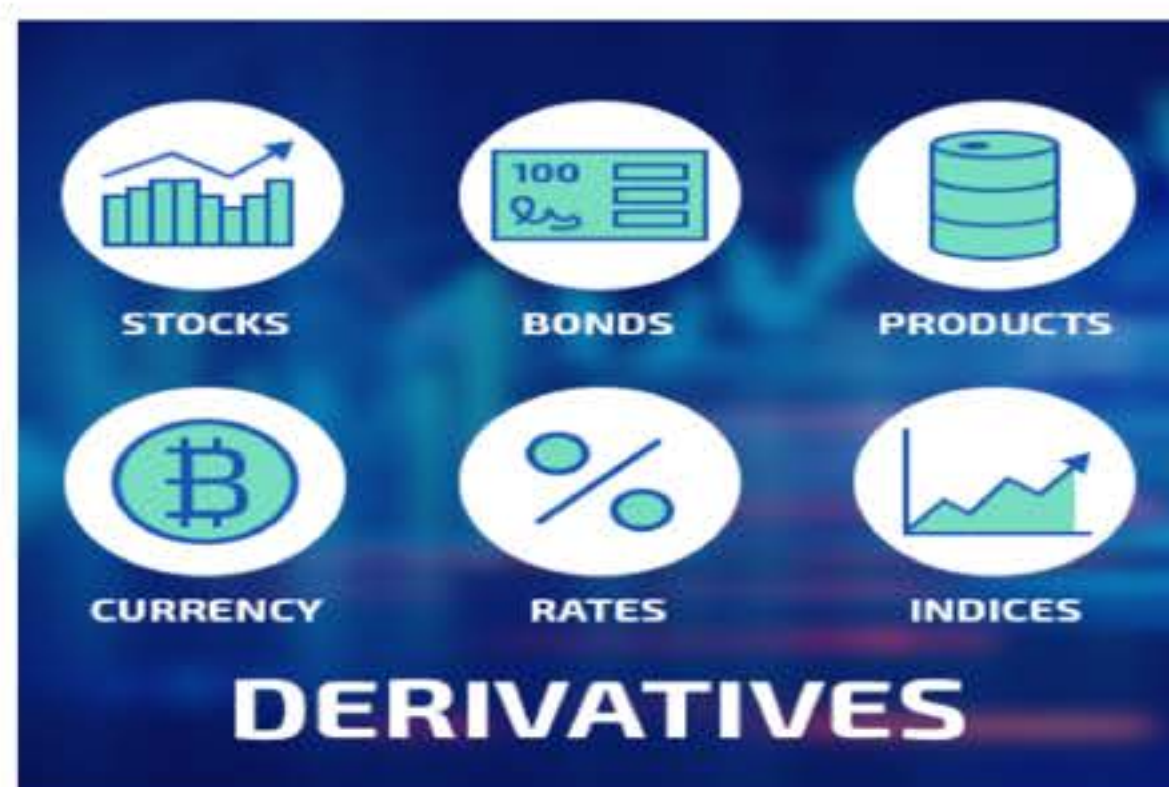 100
STOCKS BONDS PRODUCTS
₿
CURRENCY RATES INDICES
DERIVATIVES